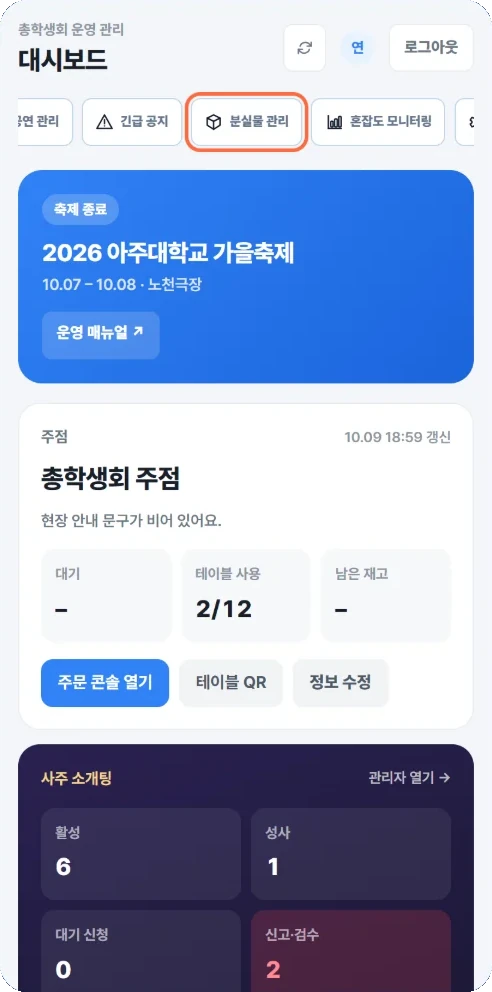 총학생회 운영 관리
대시보드
연
로그아웃
공연 관리
긴급 공지
분실물 관리
혼잡도 모니터링
축제 종료
2026 아주대학교 가을축제
10.07 – 10.08 · 노천극장
운영 매뉴얼 ↗
주점
10.09 18:59 갱신
총학생회 주점
현장 안내 문구가 비어 있어요.
대기
–
테이블 사용
2/12
남은 재고
–
주문 콘솔 열기
테이블 QR
정보 수정
사주 소개팅
관리자 열기 →
활성
6
성사
1
대기 신청
0
신고·검수
2